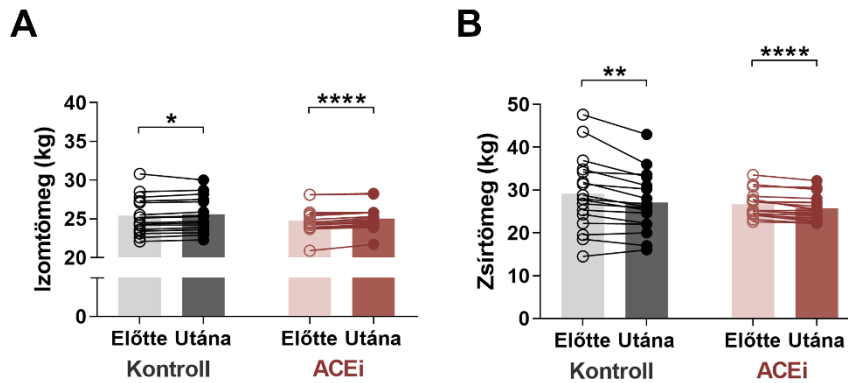 A
Izomtömeg (kg)
40
35
30
25
20
0
*
****
Előtte Utána Előtte Utána
Kontroll ACEi
B
Zsírtömeg (kg)
50
40
30
20
10
0
**
****
Előtte Utána Előtte Utána
Kontroll ACEi